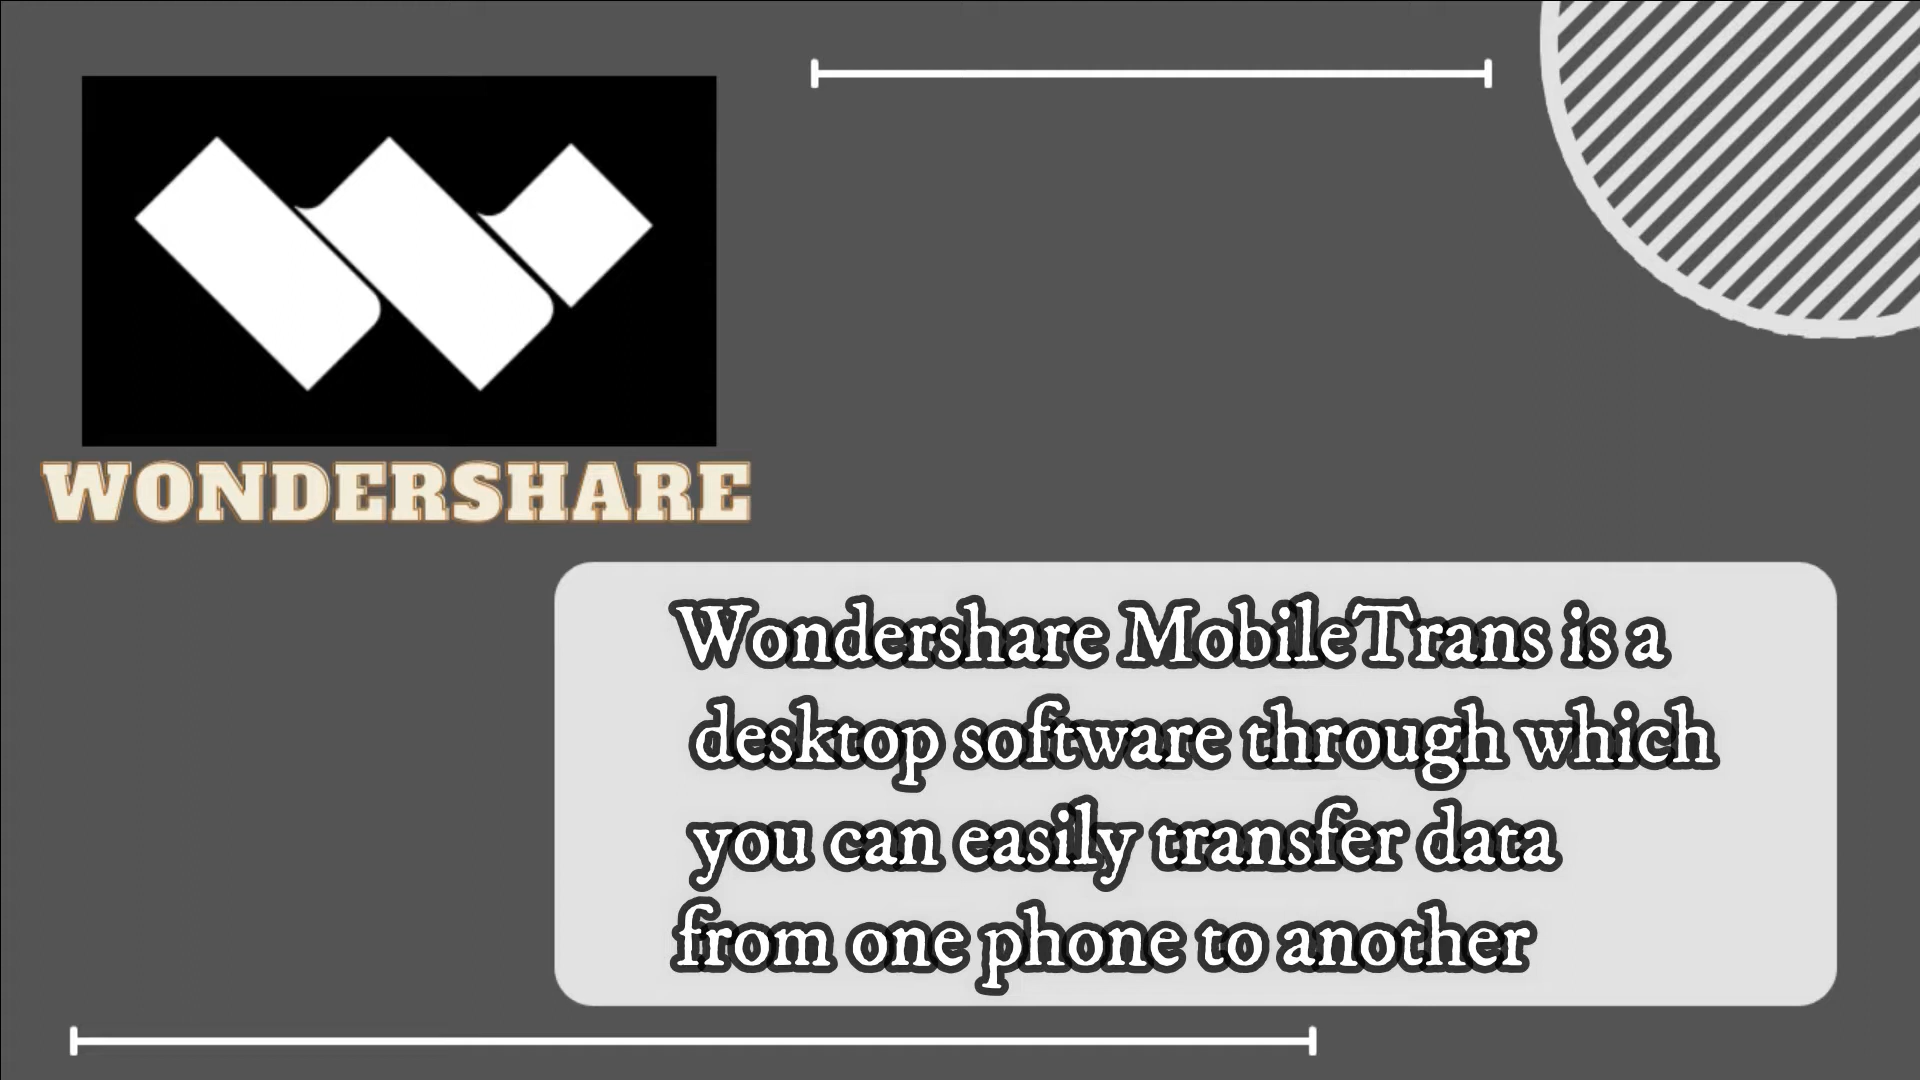 WONDERSHARE
Wondershare MobileTrans is a
desktop software through which
you can easily transfer data
from one phone to another